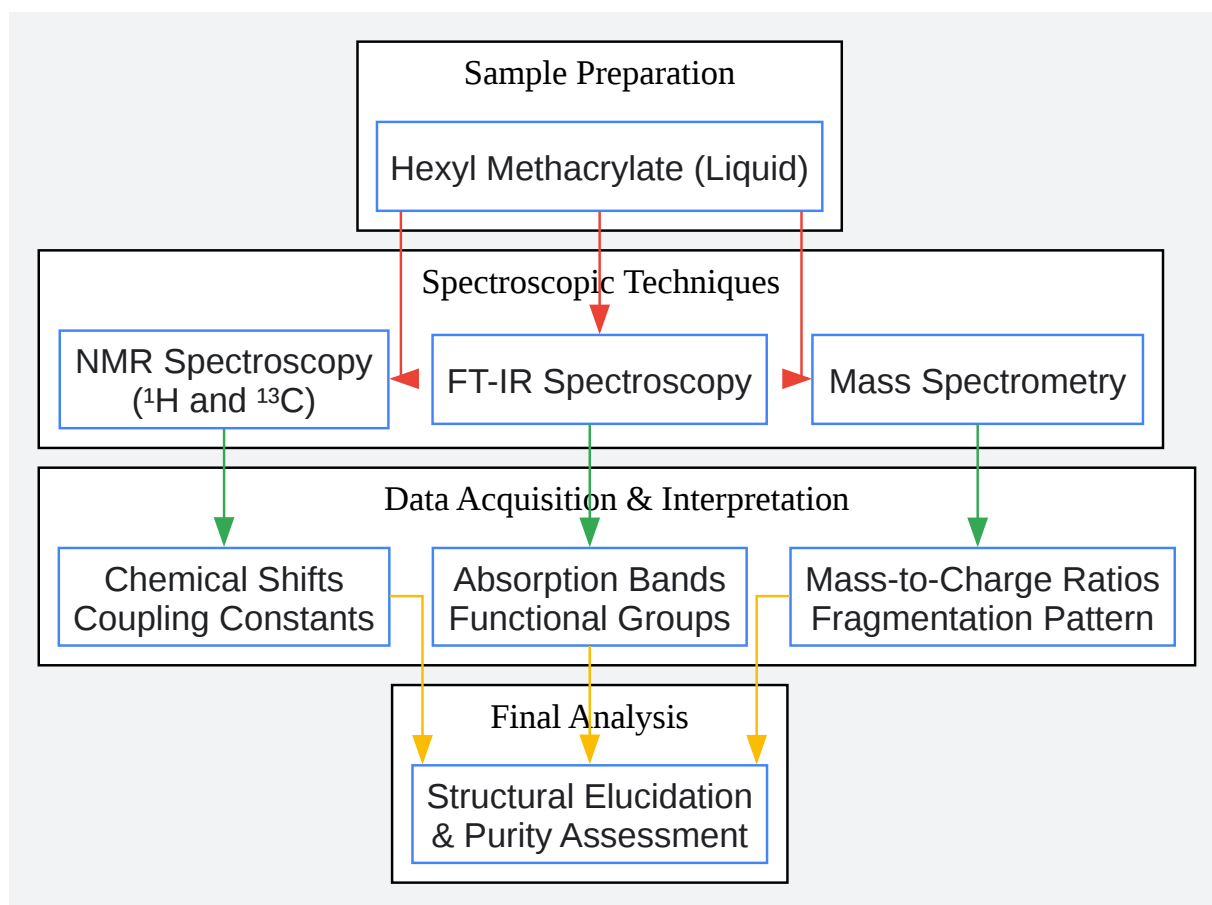 Sample Preparation
Hexyl Methacrylate (Liquid)
Spectroscopic Techniques
NMR Spectroscopy
(¹H and ¹³C)
FT-IR Spectroscopy
Mass Spectrometry
Data Acquisition & Interpretation
Chemical Shifts
Coupling Constants
Absorption Bands
Functional Groups
Mass-to-Charge Ratios
Fragmentation Pattern
Final Analysis
Structural Elucidation
& Purity Assessment